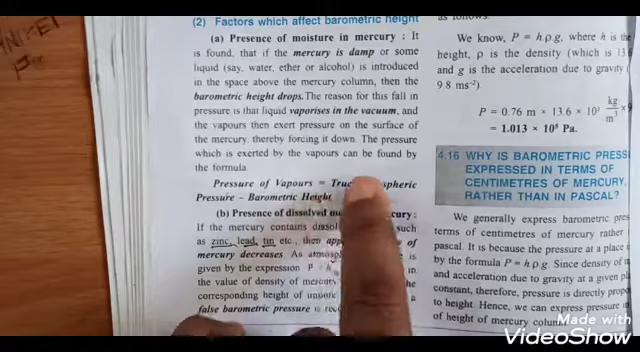 (2) Factors which affect barometric height
(a) Presence of moisture in mercury : It
is found, that if the mercury is damp or some
liquid (say, water, ether or alcohol) is introduced
in the space above the mercury column, then the
barometric height drops. The reason for this fall in
pressure is that liquid vaporises in the vacuum, and
the vapours then exert pressure on the surface of
the mercury, thereby forcing it down. The pressure
which is exerted by the vapours can be found by
the formula.
Pressure of Vapours =
Pressure – Barometric Height
(b) Presence of dissolved
If the mercury contains such
as zinc, lead, tin etc., then of
mercury decreases. As is
given by the expression P in
the value of density of
corresponding height of a
false barometric pressure is
We know, P = hρg, where h is the
height, ρ is the density (which is
and g is the acceleration due to gravity (
9.8 ms⁻²).
P = 0.76 m × 13.6 × 10³ kg/m³ ×
= 1.013 × 10⁵ Pa.
4.16 WHY IS BAROMETRIC
EXPRESSED IN TERMS OF
CENTIMETRES OF MERCURY
RATHER THAN IN PASCAL?
We generally express barometric
terms of centimetres of mercury rather
pascal. It is because the pressure at a place
by the formula P = hρg. Since density of
and acceleration due to gravity at a given
constant, therefore, pressure is directly
to height. Hence, we can express pressure
of height of mercury
Made with
VideoShow